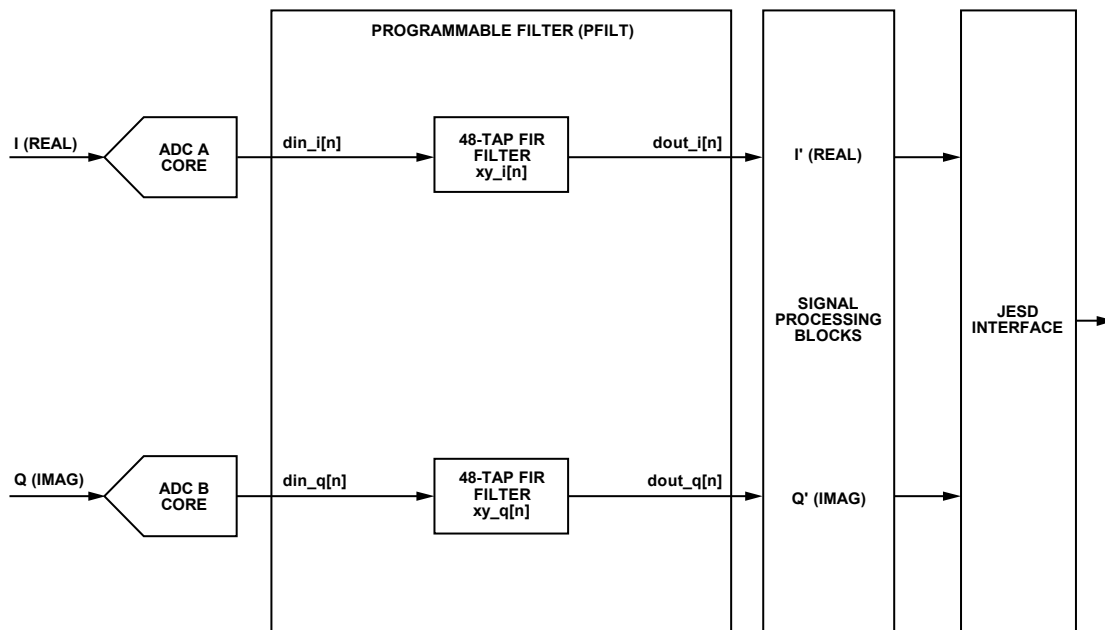 PROGRAMMABLE FILTER (PFILT)
I (REAL)
ADC A
CORE
din_i[n]
48-TAP FIR
FILTER
xy_i[n]
dout_i[n]
I' (REAL)
SIGNAL
PROCESSING
BLOCKS
JESD
INTERFACE
Q (IMAG)
ADC B
CORE
din_q[n]
48-TAP FIR
FILTER
xy_q[n]
dout_q[n]
Q' (IMAG)